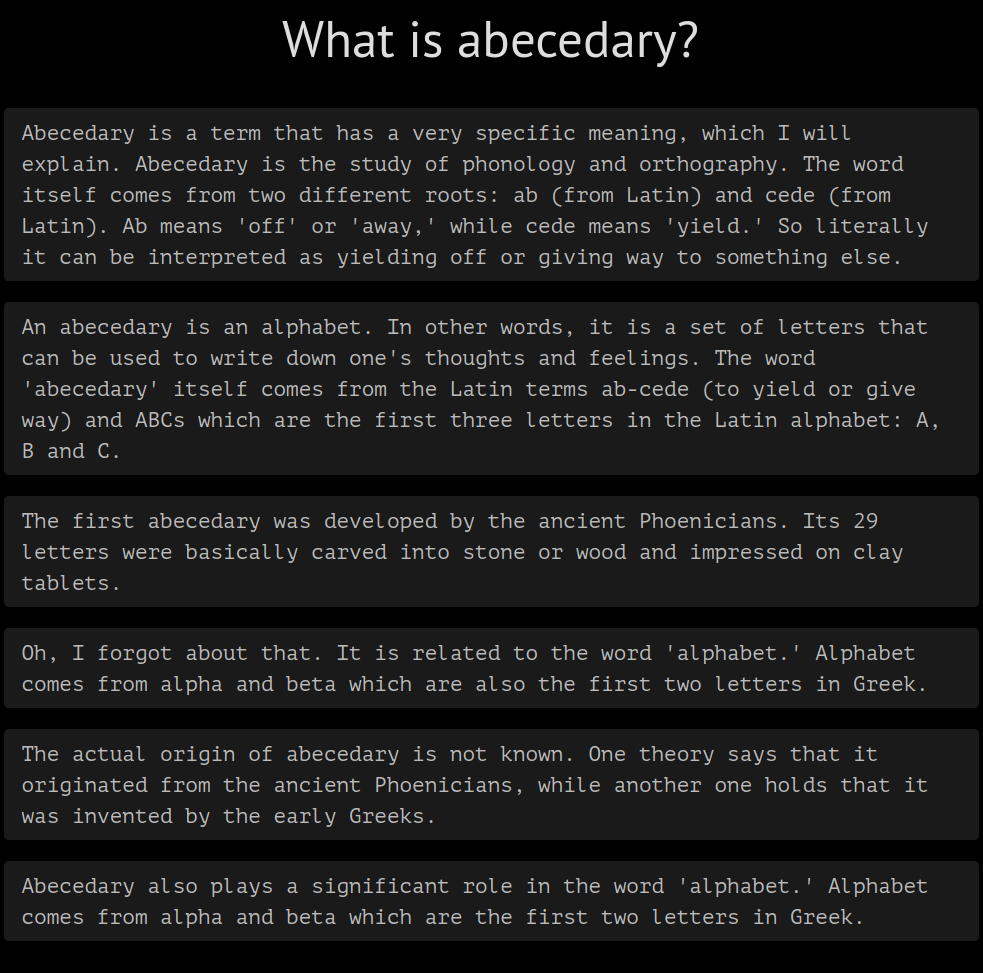 What is abecedary?
Abecedary is a term that has a very specific meaning, which I will
explain. Abecedary is the study of phonology and orthography. The word
itself comes from two different roots: ab (from Latin) and cede (from
Latin). Ab means 'off' or 'away,' while cede means 'yield.' So literally
it can be interpreted as yielding off or giving way to something else.
An abecedary is an alphabet. In other words, it is a set of letters that
can be used to write down one's thoughts and feelings. The word
'abecedary' itself comes from the Latin terms ab-cede (to yield or give
way) and ABCs which are the first three letters in the Latin alphabet: A,
B and C.
The first abecedary was developed by the ancient Phoenicians. Its 29
letters were basically carved into stone or wood and impressed on clay
tablets.
Oh, I forgot about that. It is related to the word 'alphabet.' Alphabet
comes from alpha and beta which are also the first two letters in Greek.
The actual origin of abecedary is not known. One theory says that it
originated from the ancient Phoenicians, while another one holds that it
was invented by the early Greeks.
Abecedary also plays a significant role in the word 'alphabet.' Alphabet
comes from alpha and beta which are the first two letters in Greek.